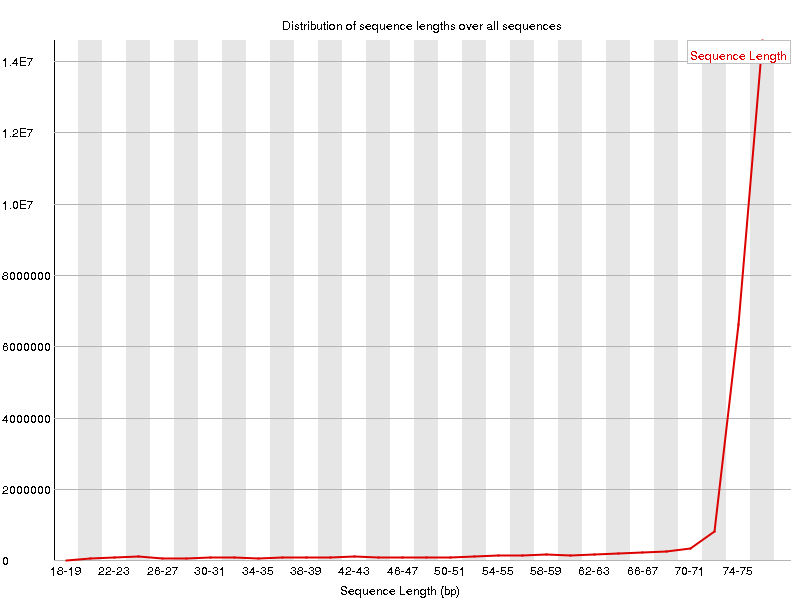 Distribution of sequence lengths over all sequences
Sequence Length
1.4E7
1.2E7
1.0E7
8000000
6000000
4000000
2000000
0
18-19 22-23 26-27 30-31 34-35 38-39 42-43 46-47 50-51 54-55 58-59 62-63 66-67 70-71 74-75
Sequence Length (bp)